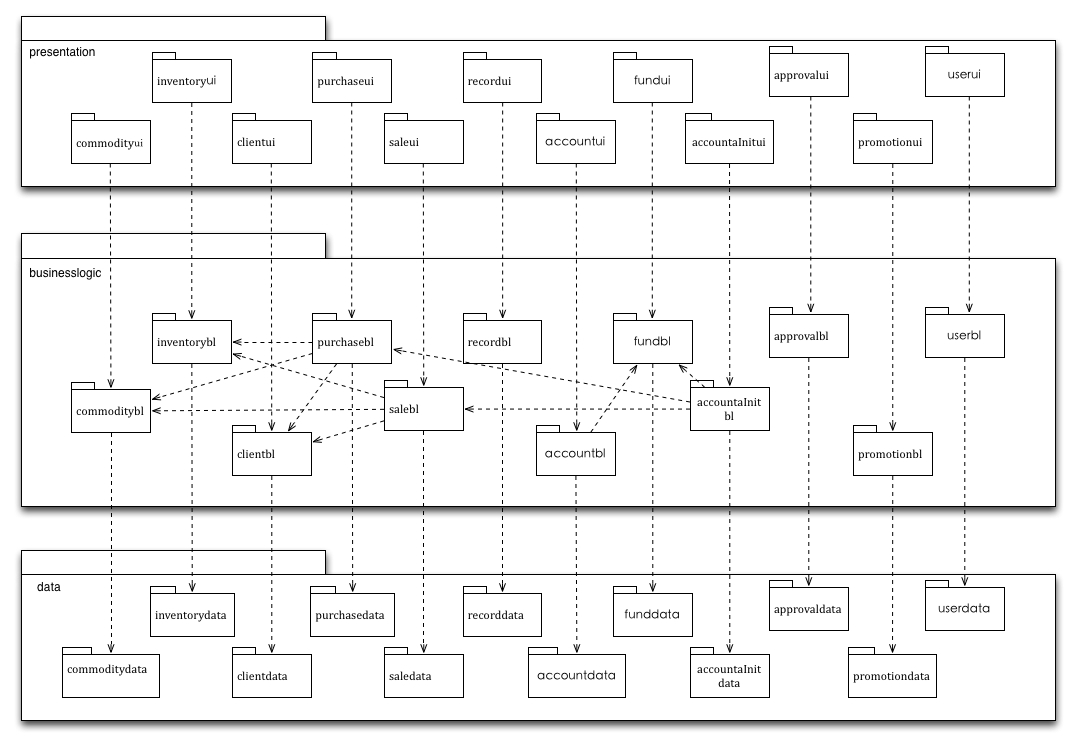 presentation
inventoryui
purchaseui
recordui
fundui
approvalui
userui
commodityui
clientui
saleui
accountui
accountaInitui
promotionui
businesslogic
inventorybl
purchasebl
recordbl
fundbl
approvalbl
userbl
commoditybl
salebl
accountaInit
bl
clientbl
accountbl
promotionbl
data
inventorydata
purchasedata
recorddata
funddata
approvaldata
userdata
commoditydata
clientdata
saledata
accountdata
accountaInit
data
promotiondata